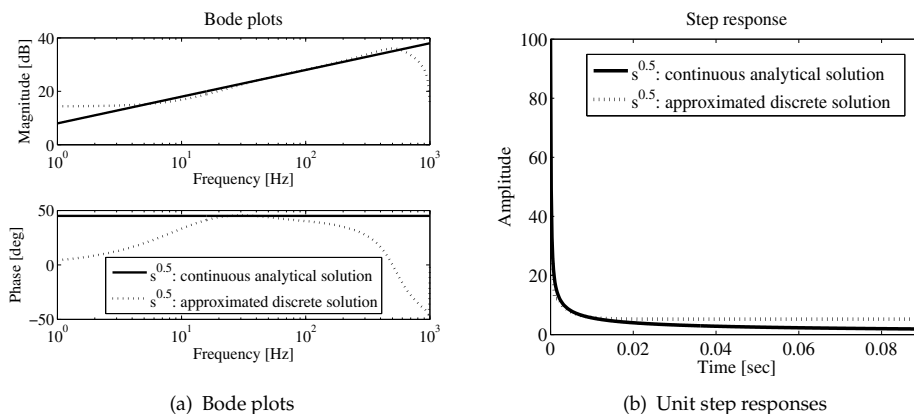 Bode plots
40
20
0
Magnitude [dB]
10^0 10^1 10^2 10^3
Frequency [Hz]
50
0
−50
Phase [deg]
s^0.5: continuous analytical solution
s^0.5: approximated discrete solution
10^0 10^1 10^2 10^3
Frequency [Hz]
(a) Bode plots
Step response
100
80
60
40
20
0
Amplitude
s^0.5: continuous analytical solution
s^0.5: approximated discrete solution
0 0.02 0.04 0.06 0.08
Time [sec]
(b) Unit step responses